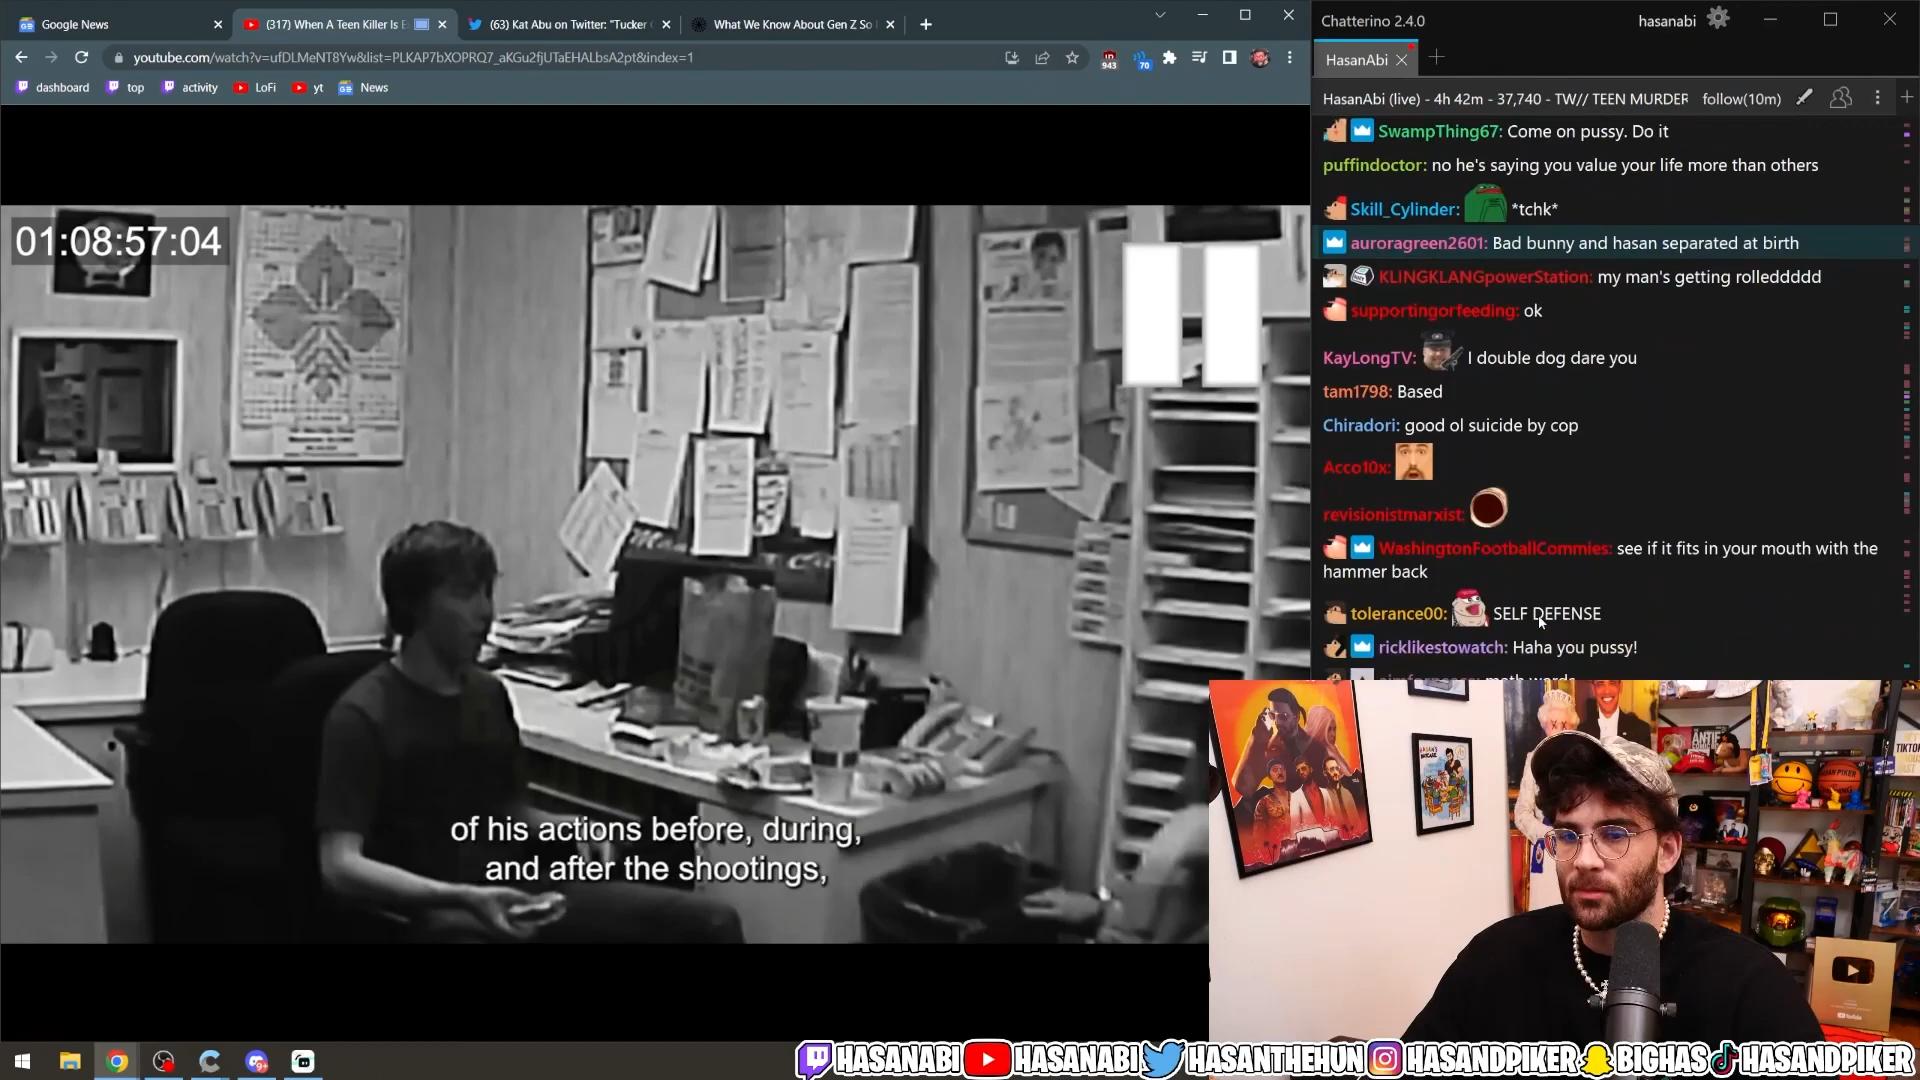 Google News
(317) When A Teen Killer Is E
(63) Kat Abu on Twitter: "Tucker
What We Know About Gen Z So
youtube.com/watch?v=ufDLMeNT8Yw&list=PLKAP7bXOPRQ7_aKGu2fjUTaEHALbsA2pt&index=1
943
70
dashboard
top
activity
LoFi
yt
News
01:08:57:04
of his actions before, during,
and after the shootings,
Chatterino 2.4.0
hasanabi
HasanAbi
HasanAbi (live) - 4h 42m - 37,740 - TW// TEEN MURDER
follow(10m)
SwampThing67: Come on pussy. Do it
puffindoctor: no he's saying you value your life more than others
Skill_Cylinder: *tchk*
auroragreen2601: Bad bunny and hasan separated at birth
KLINGKLANGpowerStation: my man's getting rolleddddd
supportingorfeeding: ok
KayLongTV: I double dog dare you
tam1798: Based
Chiradori: good ol suicide by cop
Acco10x:
revisionistmarxist:
WashingtonFootballCommies: see if it fits in your mouth with the
hammer back
tolerance00: SELF DEFENSE
ricklikestowatch: Haha you pussy!
HASANABI HASANABI HASANTHEHUN HASANDPIKER BIGHAS HASANDPIKER